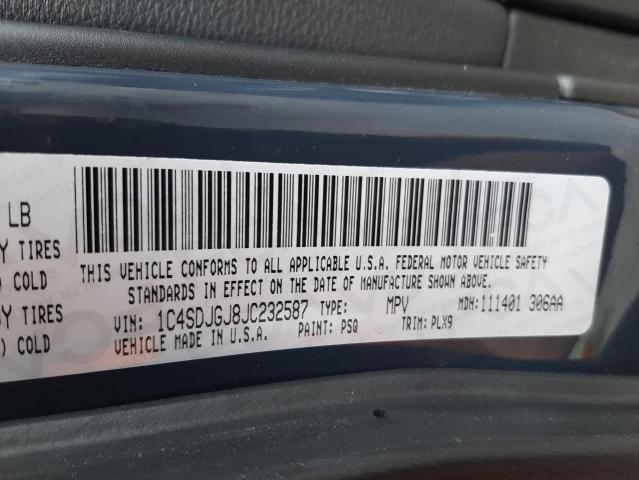 LB
TIRES
COLD
BY TIRES
) COLD
THIS VEHICLE CONFORMS TO ALL APPLICABLE U.S.A. FEDERAL MOTOR VEHICLE SAFETY
STANDARDS IN EFFECT ON THE DATE OF MANUFACTURE SHOWN ABOVE.
VIN: 1C4SDJGJ8JC232587 TYPE: MPV MDH:111401 306AA
VEHICLE MADE IN U.S.A. PAINT: PSQ TRIM: PLX9